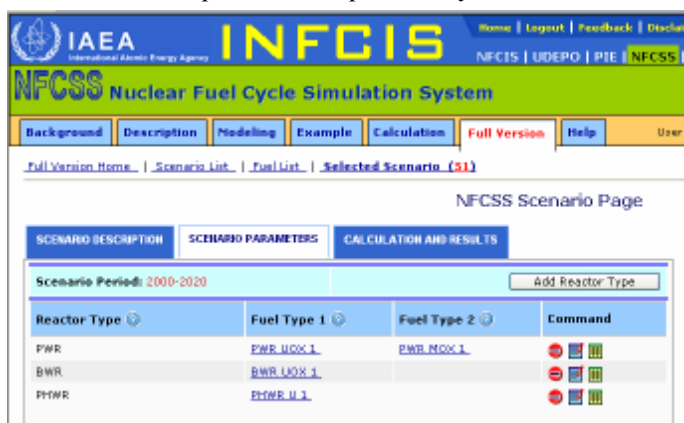 IAEA
International Atomic Energy Agency
INFCIS
Home | Logout | Feedback |
NFCIS | UDEPO | PIE | NFCSS |
NFCSS Nuclear Fuel Cycle Simulation System
Background Description Modeling Example Calculation Full Version Help User
Full Version Home | Scenario List | Fuel List | Selected Scenario (51)
NFCSS Scenario Page
SCENARIO DESCRIPTION SCENARIO PARAMETERS CALCULATION AND RESULTS
Scenario Period: 2000-2020 Add Reactor Type
Reactor Type Fuel Type 1 Fuel Type 2 Command
PWR PWR UOX 1 PWR MOX 1
BWR BWR UOX 1
PHWR PHWR U 1